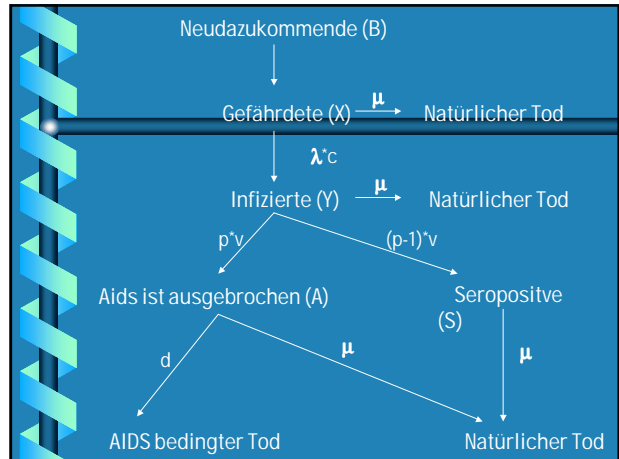 Neudazukommende (B)
Gefährdete (X) μ Natürlicher Tod
λ*c
Infizierte (Y) μ Natürlicher Tod
p*v (p-1)*v
Aids ist ausgebrochen (A) Seropositve
(S)
d μ μ
AIDS bedingter Tod Natürlicher Tod